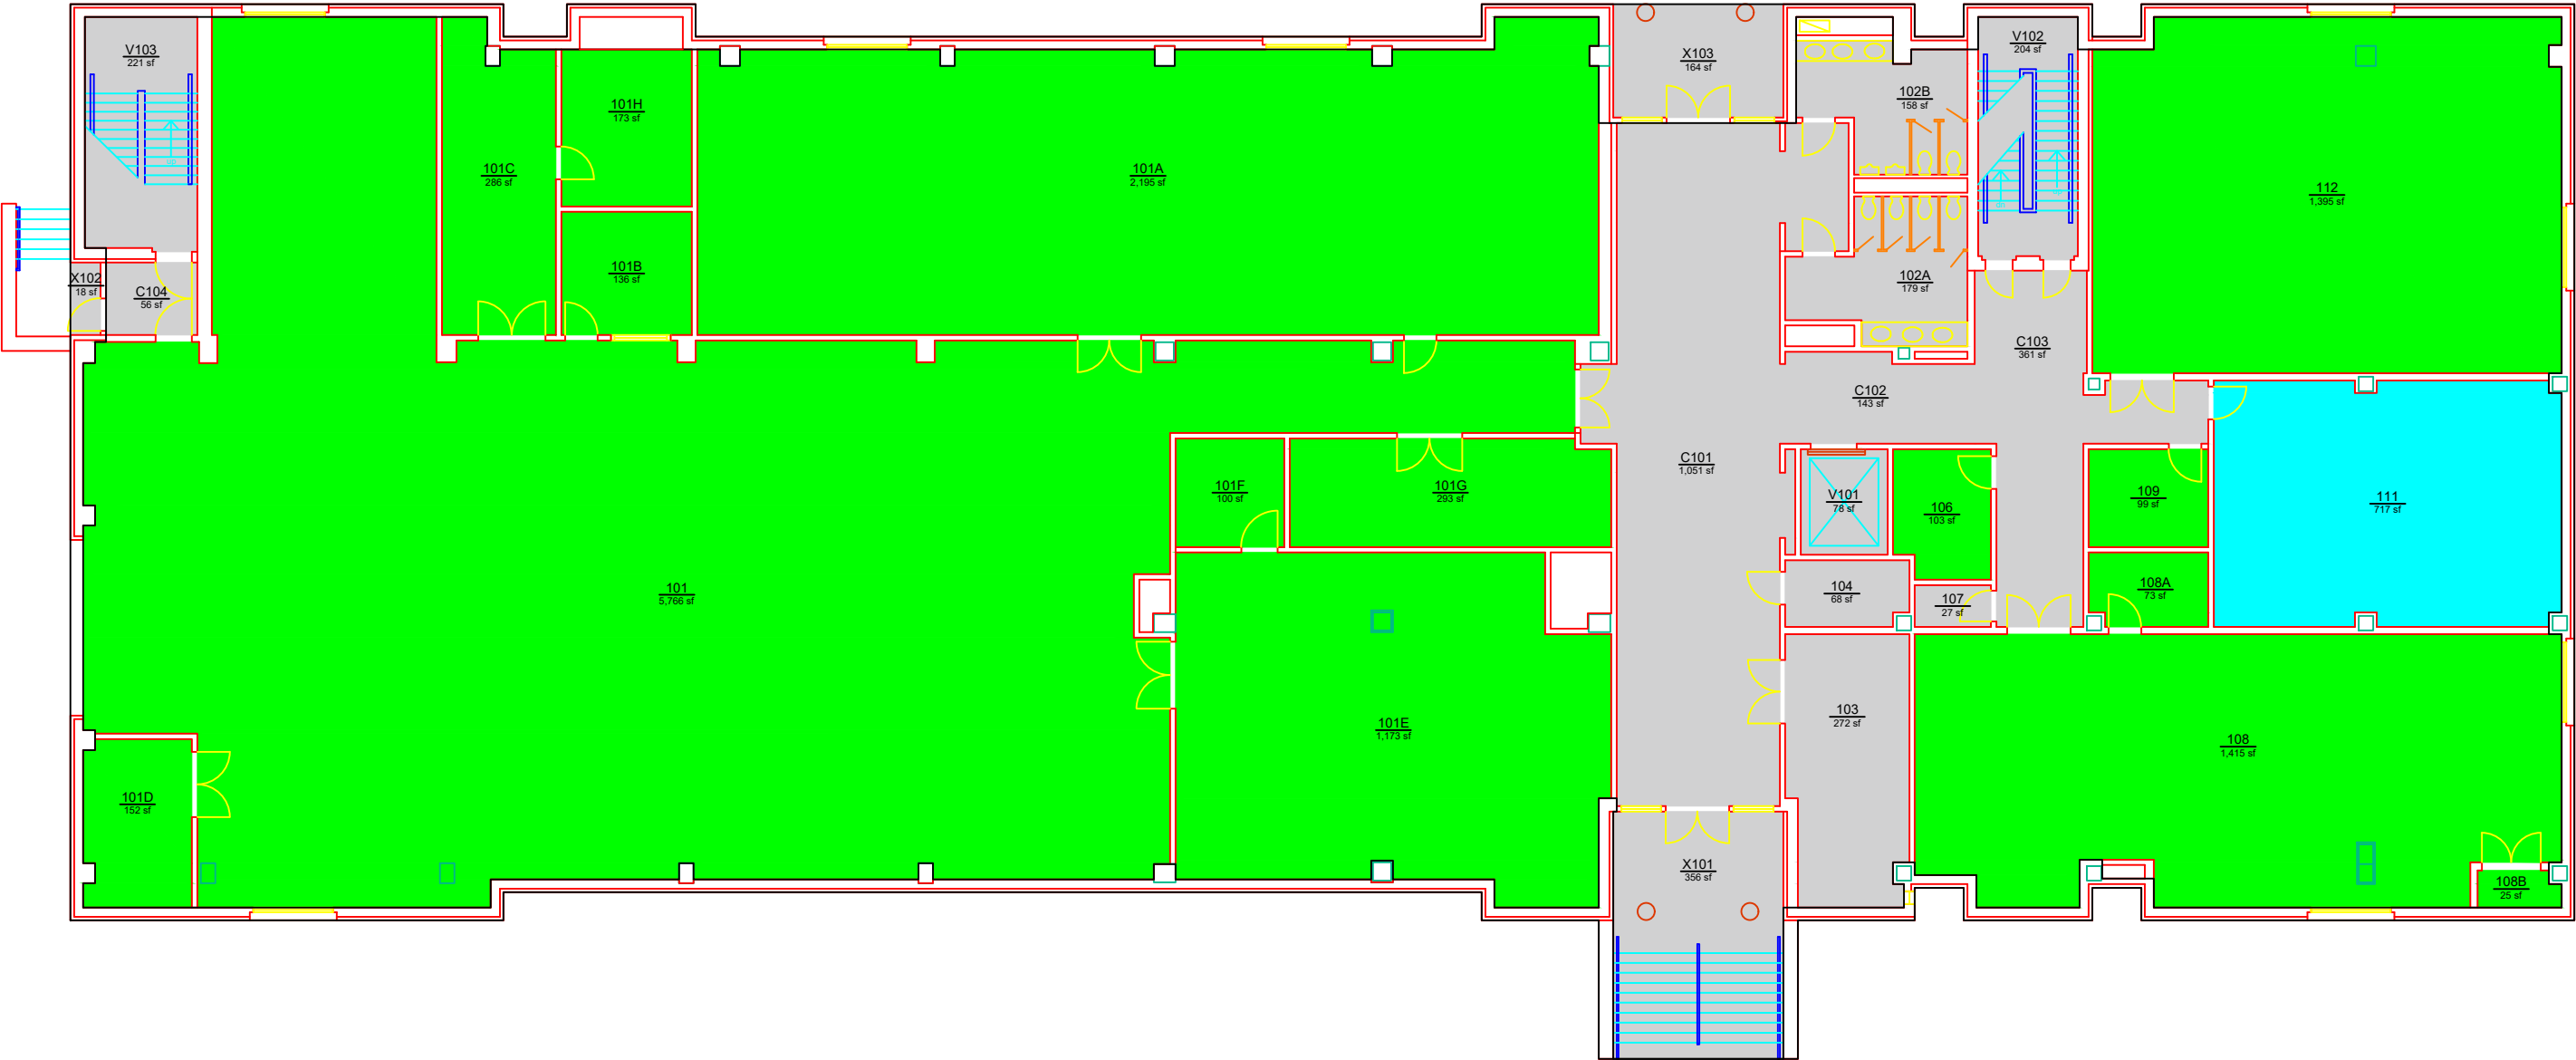 V103
221 sf
X103
164 sf
V102
204 sf
102B
158 sf
101H
173 sf
101C
286 sf
101A
2,195 sf
112
1,395 sf
101B
136 sf
X102
18 sf
C104
56 sf
102A
179 sf
C103
361 sf
C102
143 sf
C101
1,051 sf
101F
100 sf
101G
293 sf
V101
78 sf
106
103 sf
109
99 sf
111
717 sf
101
5,766 sf
104
68 sf
107
27 sf
108A
73 sf
101E
1,173 sf
103
272 sf
108
1,415 sf
101D
152 sf
X101
356 sf
108B
25 sf